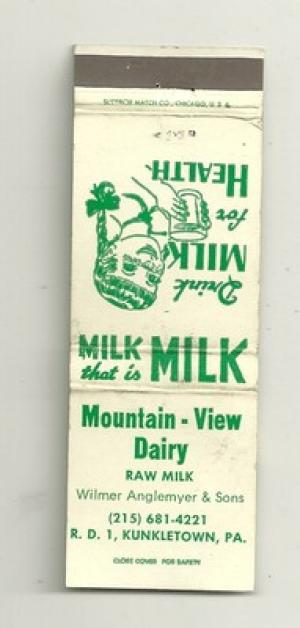 SUPERIOR MATCH CO., CHICAGO, U.S.A.
Drink
MILK
for
HEALTH
MILK
that is MILK
Mountain - View
Dairy
RAW MILK
Wilmer Anglemyer & Sons
(215) 681-4221
R. D. 1, KUNKLETOWN, PA.
CLOSE COVER FOR SAFETY